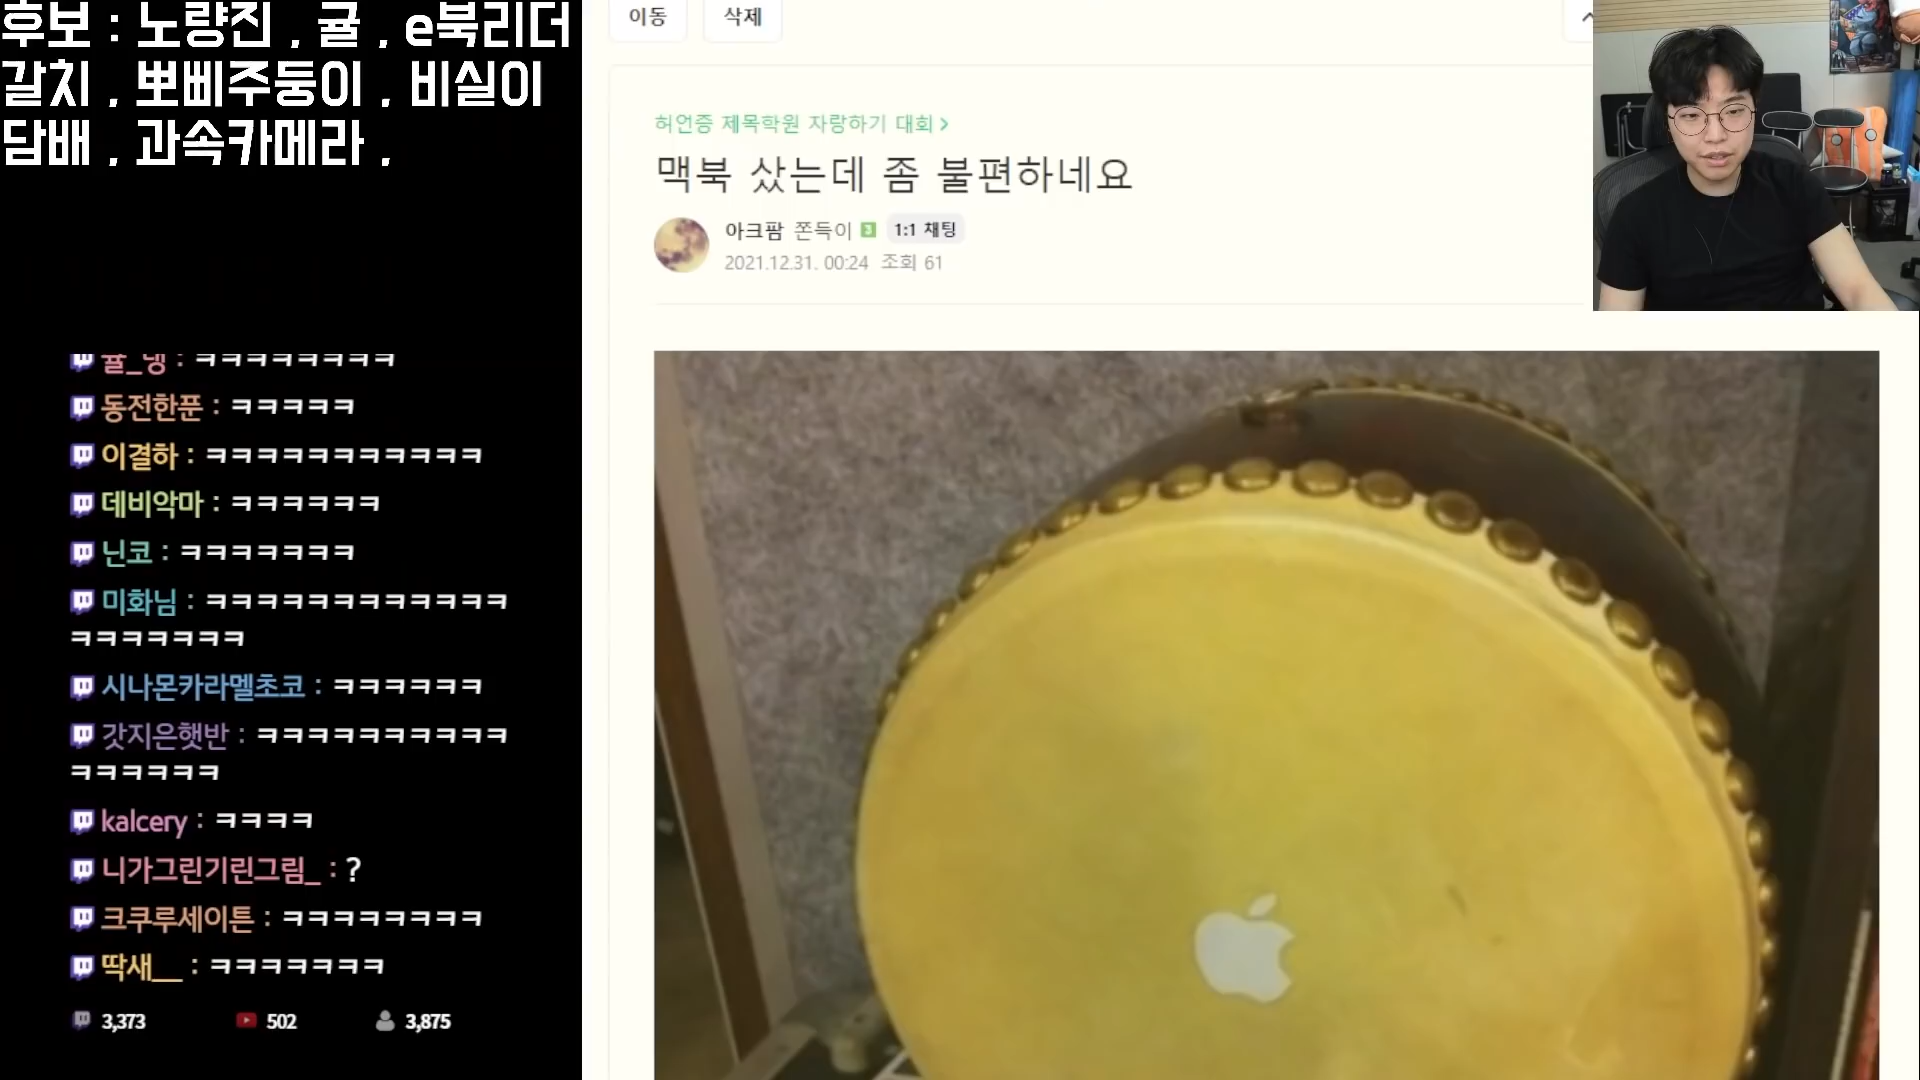 후보 : 노량진 , 귤 , e북리더
갈치 , 뽀삐주둥이 , 비실이
담배 , 과속카메라 ,
이동
삭제
허언증 제목학원 자랑하기 대회
맥북 샀는데 좀 불편하네요
아크팜 쫀득이 3 1:1 채팅
2021.12.31. 00:24 조회 61
귤_냉 : ㅋㅋㅋㅋㅋㅋㅋㅋ
동전한푼 : ㅋㅋㅋㅋㅋ
이결하 : ㅋㅋㅋㅋㅋㅋㅋㅋㅋㅋㅋ
데비악마 : ㅋㅋㅋㅋㅋㅋ
닌코 : ㅋㅋㅋㅋㅋㅋㅋ
미화님 : ㅋㅋㅋㅋㅋㅋㅋㅋㅋㅋㅋㅋ
ㅋㅋㅋㅋㅋㅋㅋ
시나몬카라멜초코 : ㅋㅋㅋㅋㅋㅋ
갓지은햇반 : ㅋㅋㅋㅋㅋㅋㅋㅋㅋㅋ
ㅋㅋㅋㅋㅋㅋ
kalcery : ㅋㅋㅋㅋ
니가그린기린그림_ : ?
크쿠루세이튼 : ㅋㅋㅋㅋㅋㅋㅋㅋ
딱새__ : ㅋㅋㅋㅋㅋㅋㅋ
3,373 502 3,875